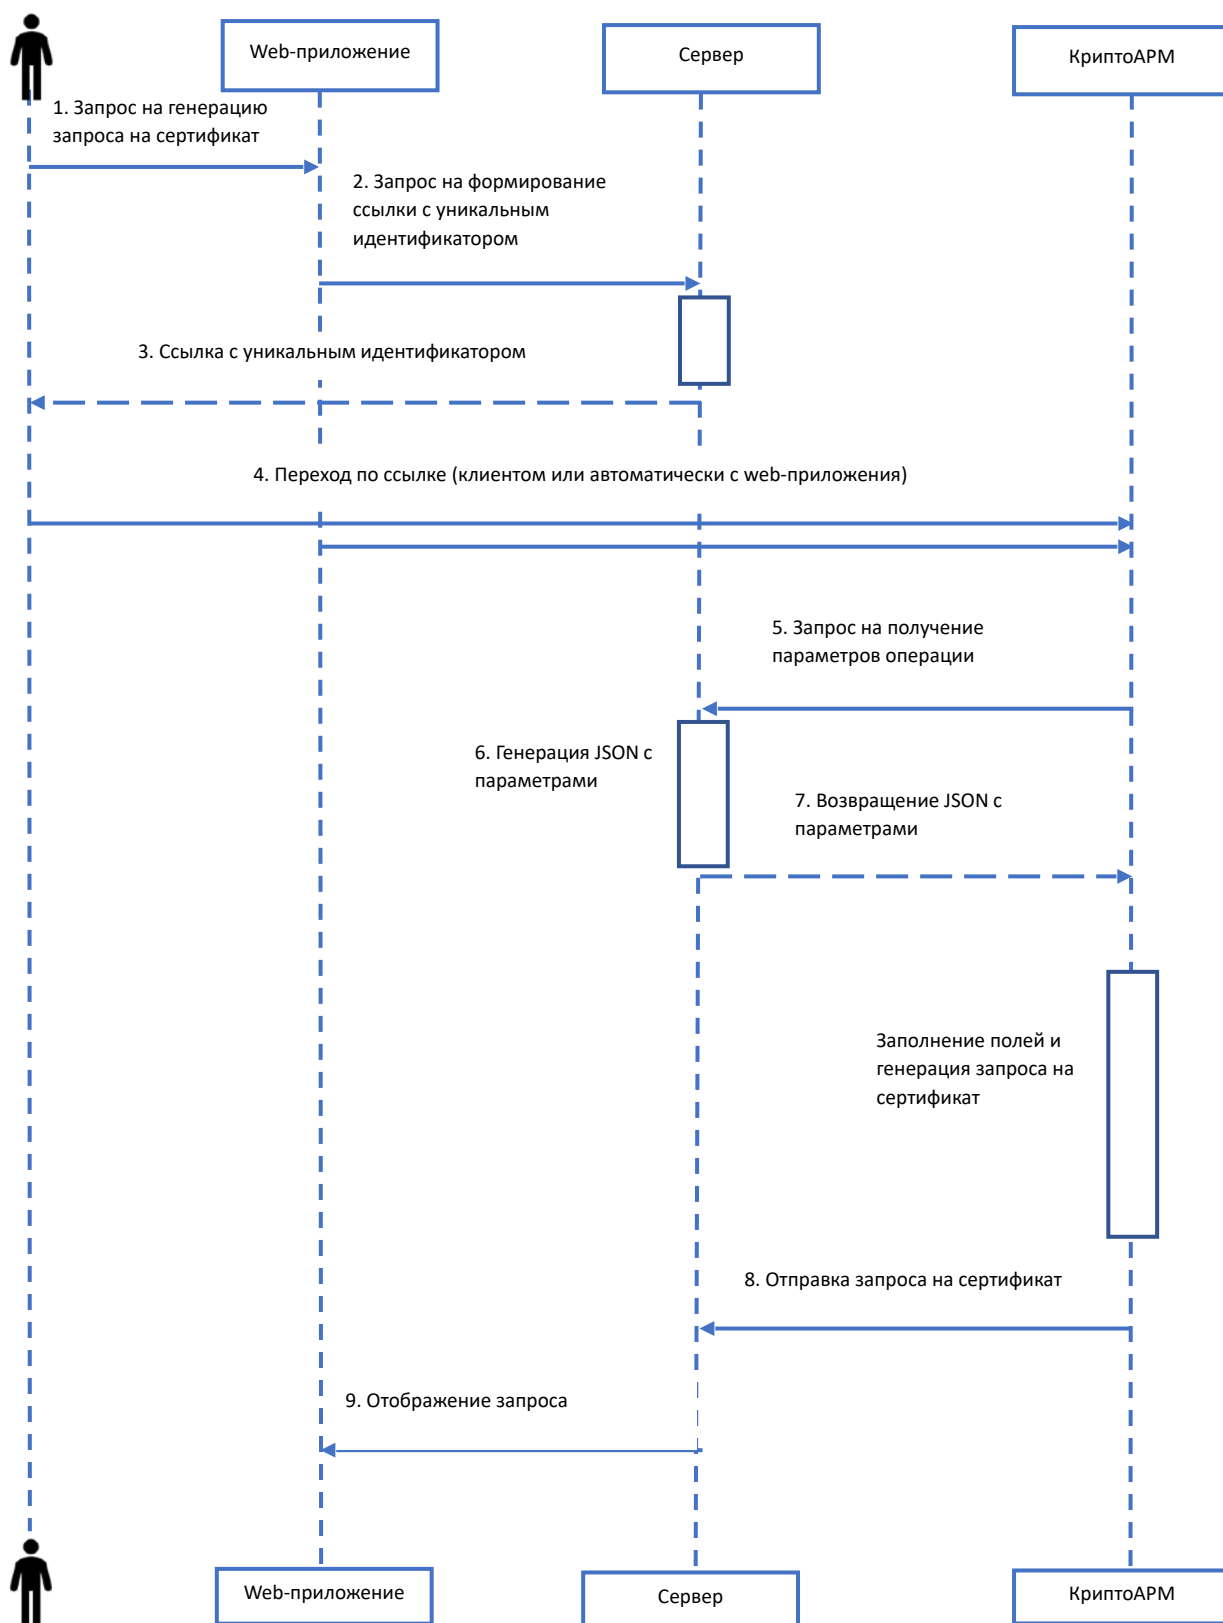 Web-приложение
Сервер
КриптоАРМ
1. Запрос на генерацию
запроса на сертификат
2. Запрос на формирование
ссылки с уникальным
идентификатором
3. Ссылка с уникальным идентификатором
4. Переход по ссылке (клиентом или автоматически с web-приложения)
5. Запрос на получение
параметров операции
6. Генерация JSON с
параметрами
7. Возвращение JSON с
параметрами
Заполнение полей и
генерация запроса на
сертификат
8. Отправка запроса на сертификат
9. Отображение запроса
Web-приложение
Сервер
КриптоАРМ